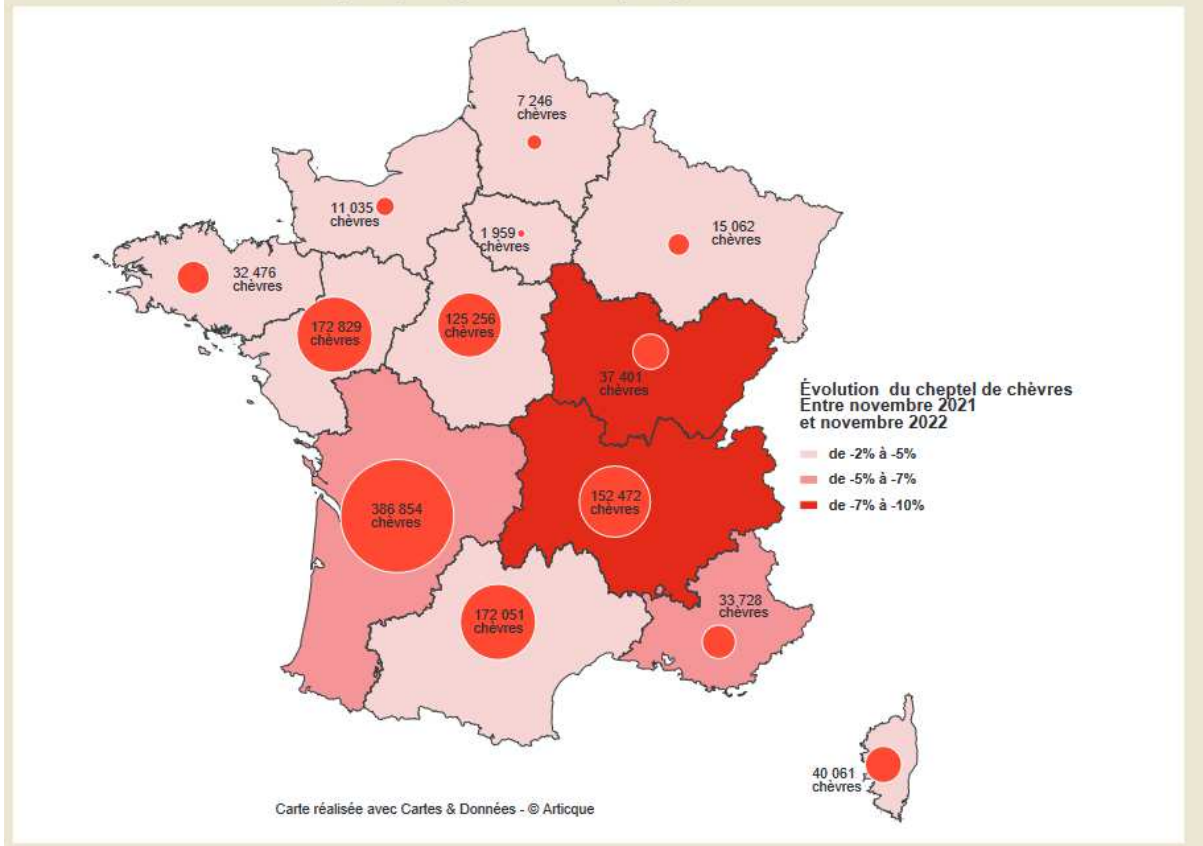 7 246
chèvres
11 035
chèvres
1 959
chèvres
15 062
chèvres
32 476
chèvres
172 829
chèvres
125 256
chèvres
37 401
chèvres
Évolution du cheptel de chèvres
Entre novembre 2021
et novembre 2022
de -2% à -5%
de -5% à -7%
de -7% à -10%
386 854
chèvres
152 472
chèvres
172 051
chèvres
33 728
chèvres
40 061
chèvres
Carte réalisée avec Cartes & Données - © Articque